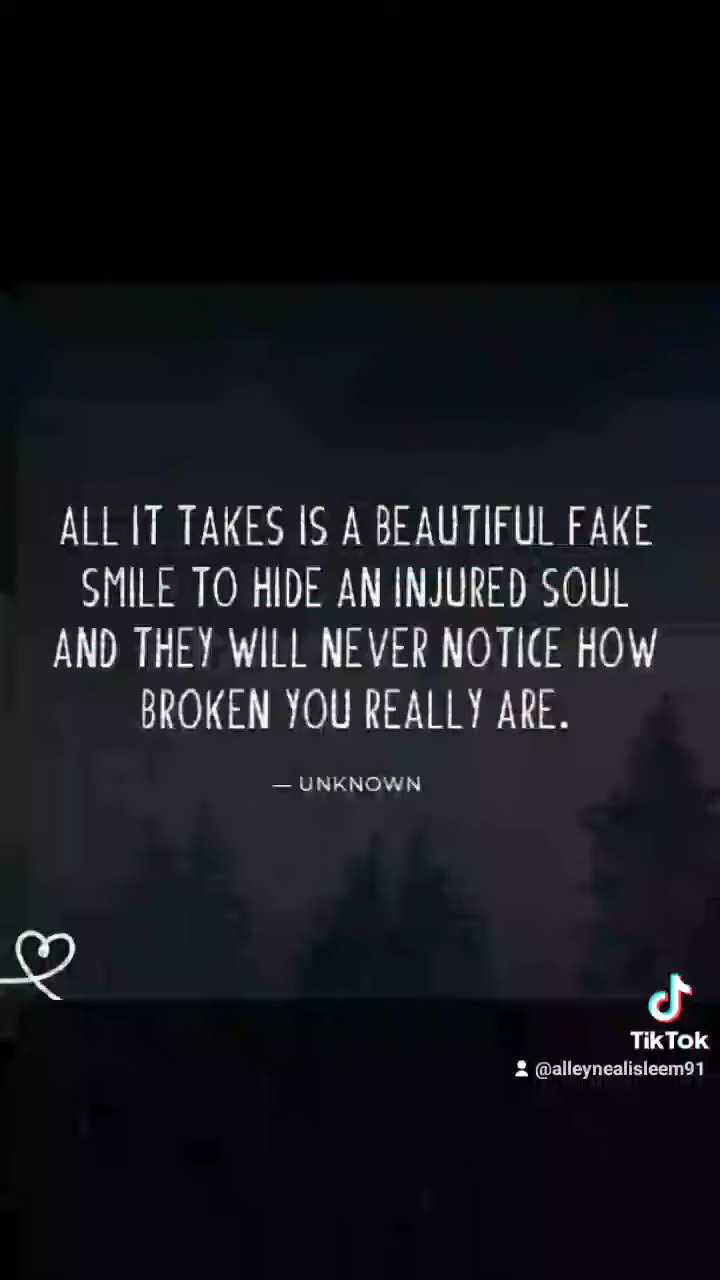 ALL IT TAKES IS A BEAUTIFUL FAKE
SMILE TO HIDE AN INJURED SOUL
AND THEY WILL NEVER NOTICE HOW
BROKEN YOU REALLY ARE.
— UNKNOWN
TikTok
@alleynealisleem91